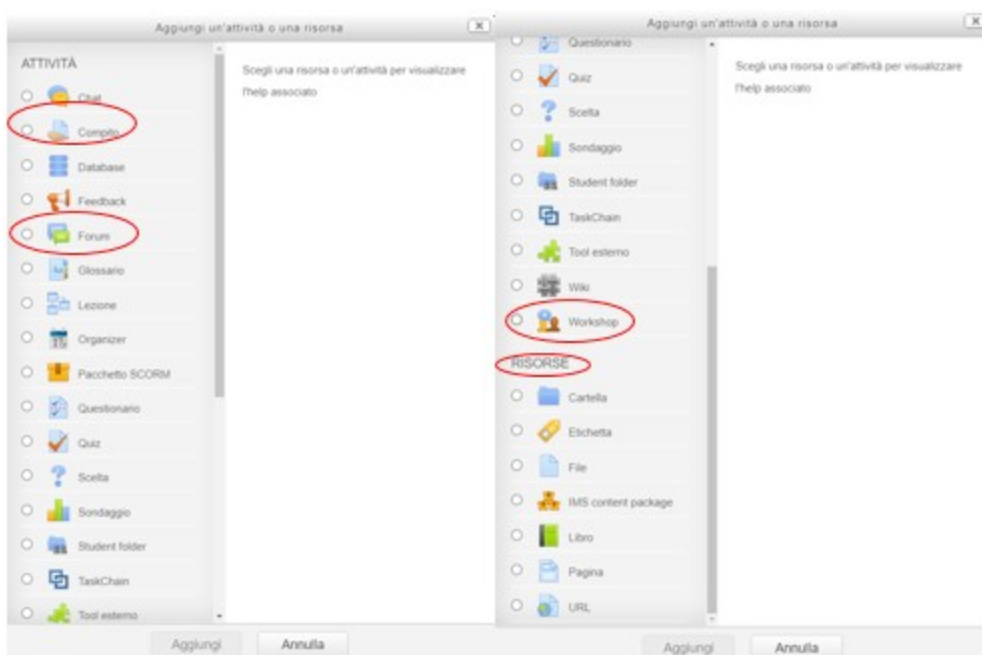 Aggiungi un'attività o una risorsa
ATTIVITÀ
Chat
Compito
Database
Feedback
Forum
Glossario
Lezione
Organizer
Pacchetto SCORM
Questionario
Quiz
Scelta
Sondaggio
Student folder
TaskChain
Tool esterno
Scegli una risorsa o un'attività per visualizzare
l'help associato
Aggiungi
Annulla
Aggiungi un'attività o una risorsa
Questionario
Quiz
Scelta
Sondaggio
Student folder
TaskChain
Tool esterno
Wiki
Workshop
RISORSE
Cartella
Etichetta
File
IMS content package
Libro
Pagina
URL
Scegli una risorsa o un'attività per visualizzare
l'help associato
Aggiungi
Annulla